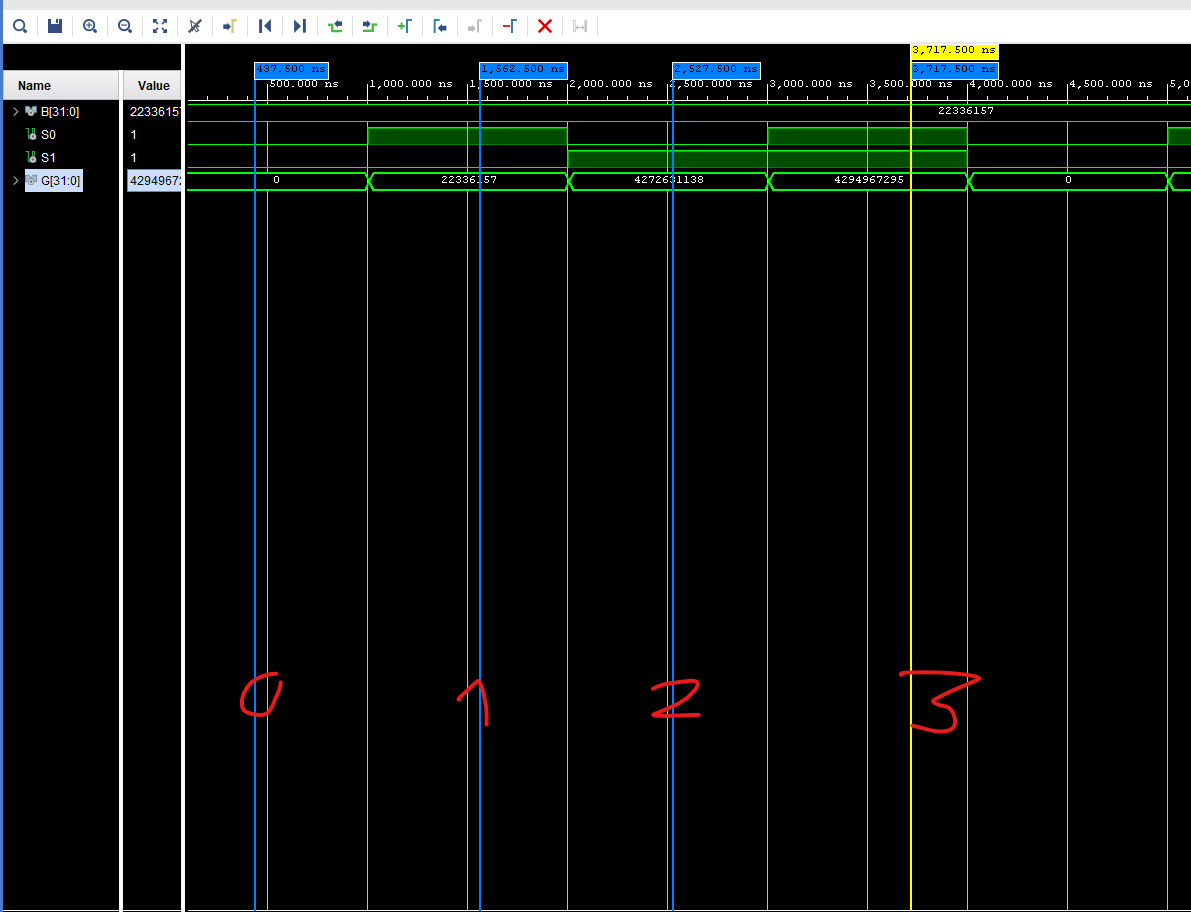 3,717.500 ns
437.500 ns 1,562.500 ns 2,527.500 ns 3,717.500 ns
Name Value 500.000 ns 1,000.000 ns 1,500.000 ns 2,000.000 ns 2,500.000 ns 3,000.000 ns 3,500.000 ns 4,000.000 ns 4,500.000 ns 5,0
B[31:0] 22336157 22336157
S0 1
S1 1
G[31:0] 4294967 0 22336157 4272631138 4294967295 0
0 1 2 3